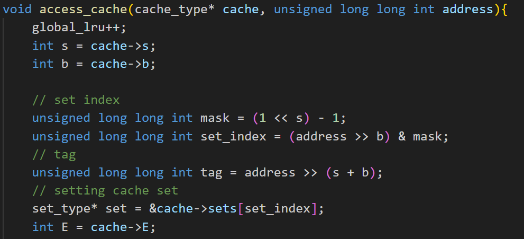 void access_cache(cache_type* cache, unsigned long long int address){
    global_lru++;
    int s = cache->s;
    int b = cache->b;

    // set index
    unsigned long long int mask = (1 << s) - 1;
    unsigned long long int set_index = (address >> b) & mask;
    // tag
    unsigned long long int tag = address >> (s + b);
    // setting cache set
    set_type* set = &cache->sets[set_index];
    int E = cache->E;